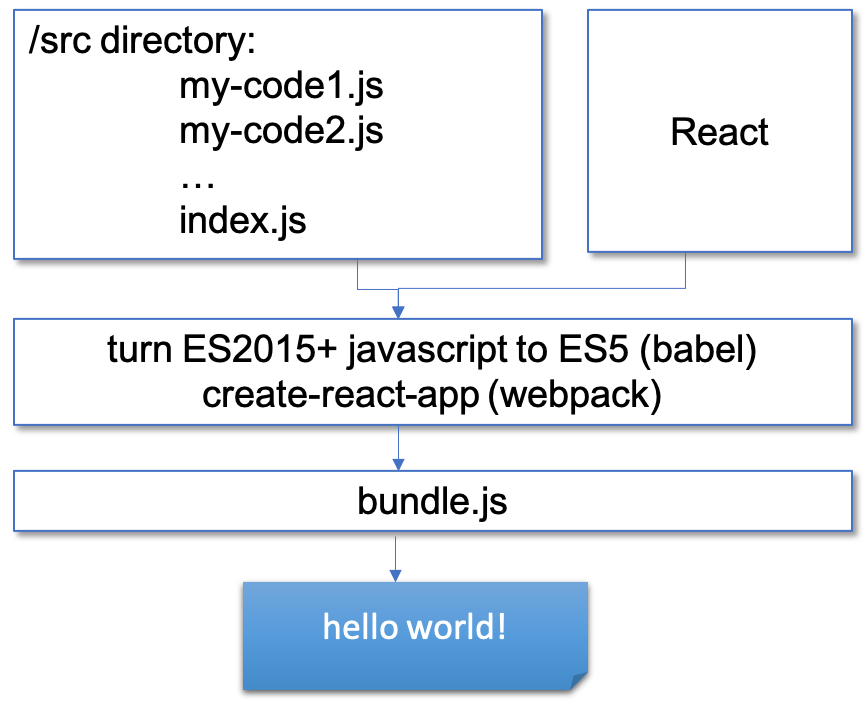 /src directory:
my-code1.js
my-code2.js
…
index.js
React
turn ES2015+ javascript to ES5 (babel)
create-react-app (webpack)
bundle.js
hello world!